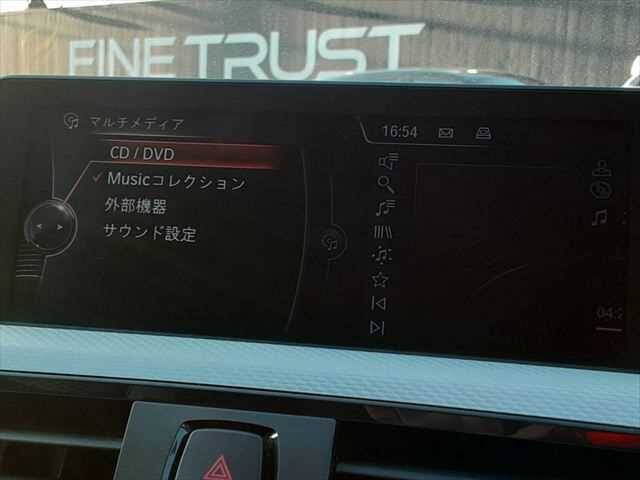 FINE TRUST
マルチメディア
16:54
CD / DVD
Musicコレクション
外部機器
サウンド設定